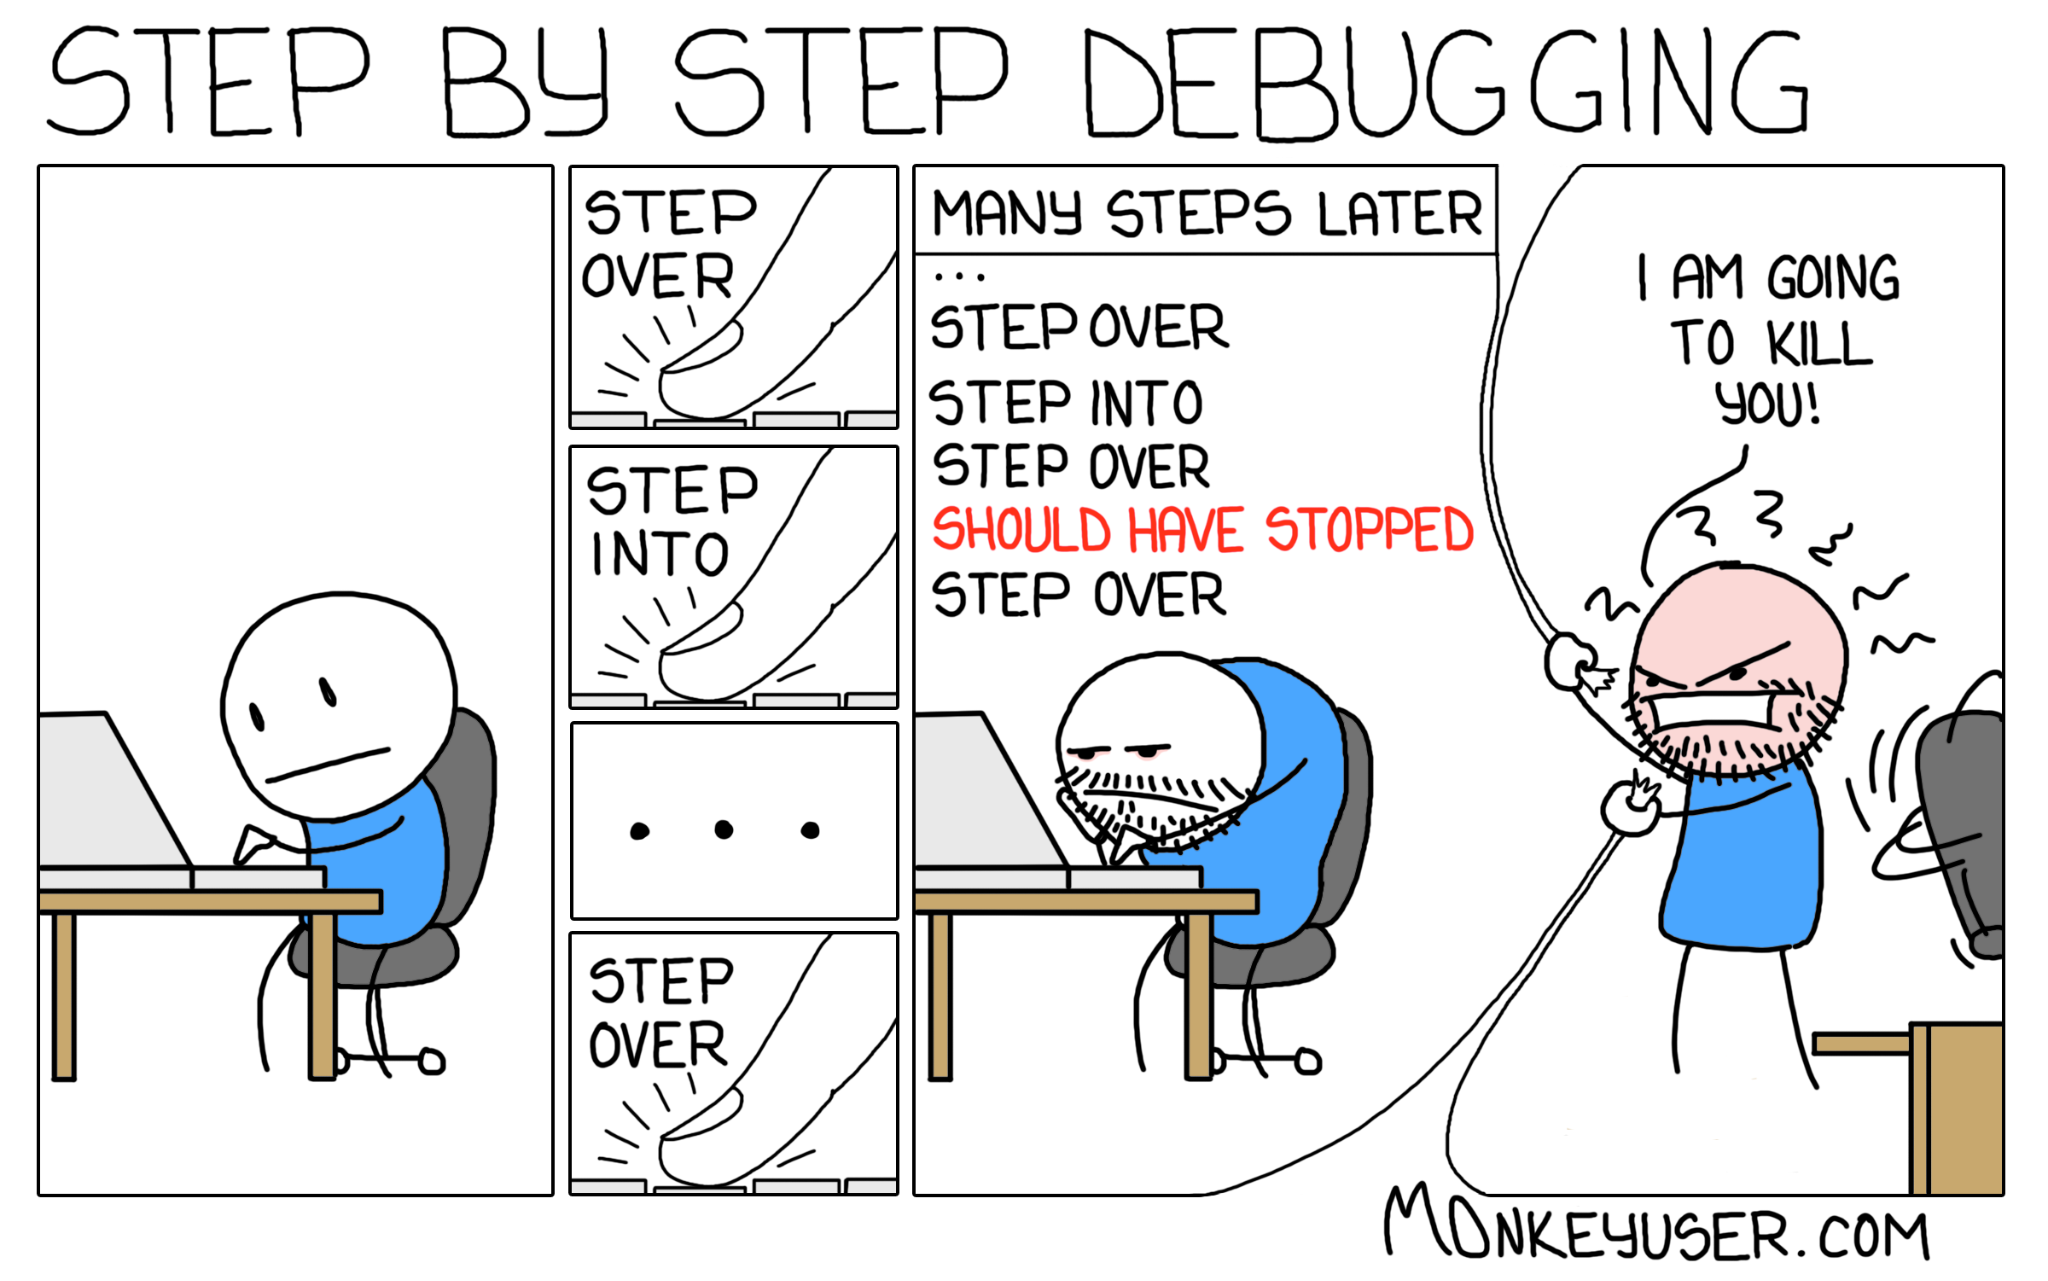 STEP BY STEP DEBUGGING
STEP
OVER
STEP
INTO
...
STEP
OVER
MANY STEPS LATER
...
STEP OVER
STEP INTO
STEP OVER
SHOULD HAVE STOPPED
STEP OVER
I AM GOING
TO KILL
YOU!
MONKEYUSER.COM